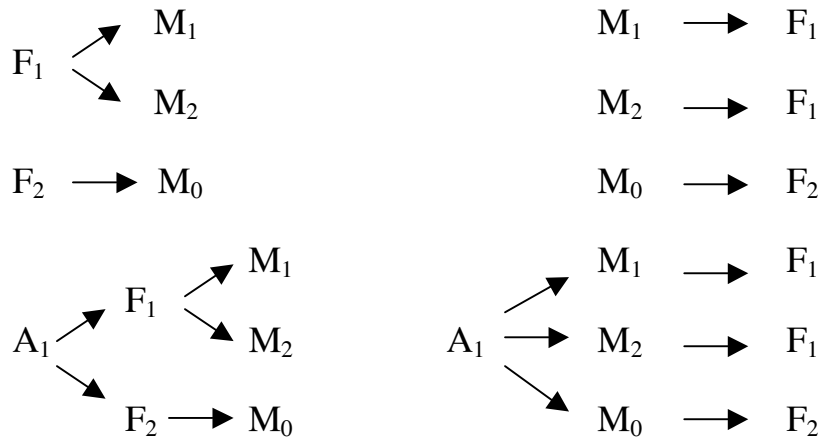 M₁ M₁ F₁
F₁
M₂ M₂ F₁
F₂ M₀ M₀ F₂
M₁ M₁ F₁
F₁
A₁ M₂ A₁ M₂ F₁
F₂ M₀ M₀ F₂